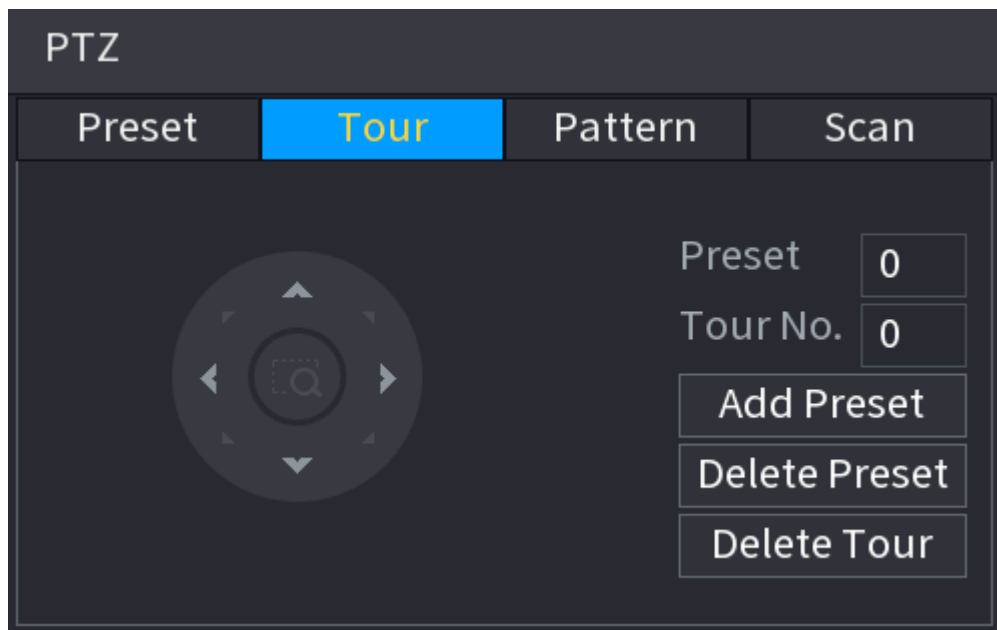 PTZ
Preset Tour Pattern Scan
Preset 0
Tour No. 0
Add Preset
Delete Preset
Delete Tour